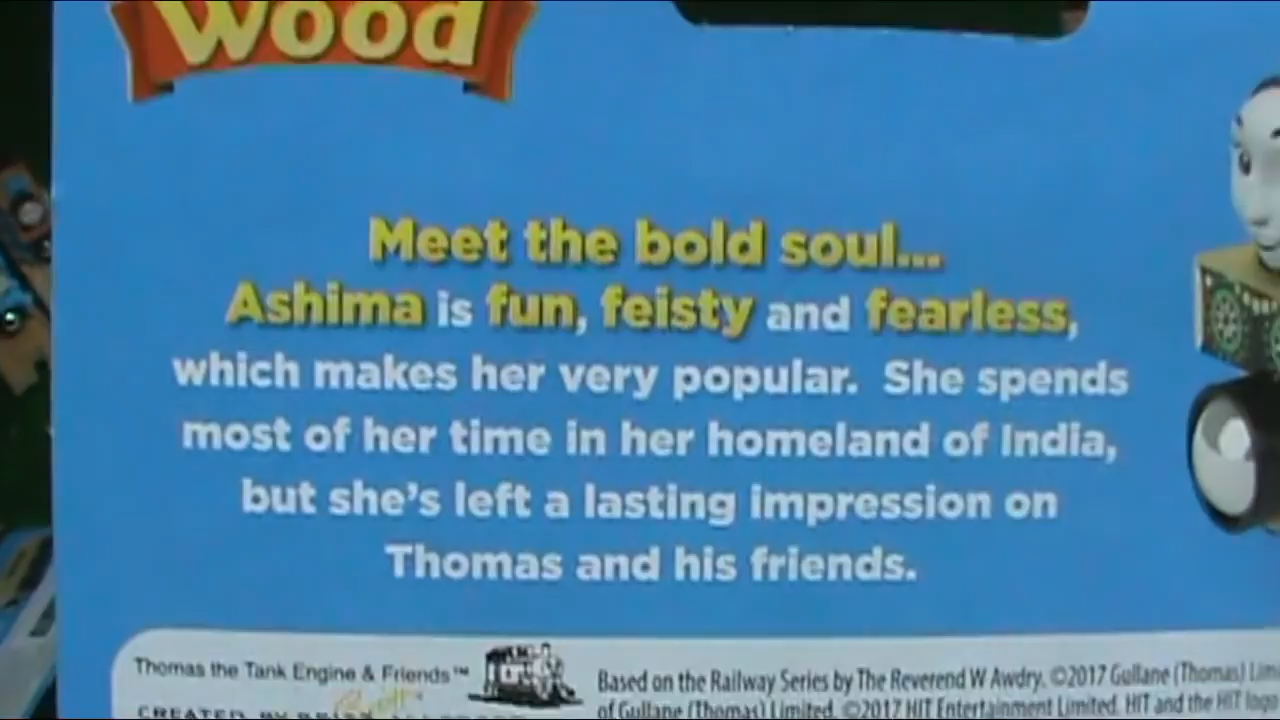 Wood
Meet the bold soul...
Ashima is fun, feisty and fearless,
which makes her very popular. She spends
most of her time in her homeland of India,
but she's left a lasting impression on
Thomas and his friends.
Thomas the Tank Engine & Friends™
CREATED BY
Based on the Railway Series by The Reverend W Awdry. ©2017 Gullane (Thomas)
of Gullane (Thomas) Limited. ©2017 HIT Entertainment Limited. HIT and the HIT logo